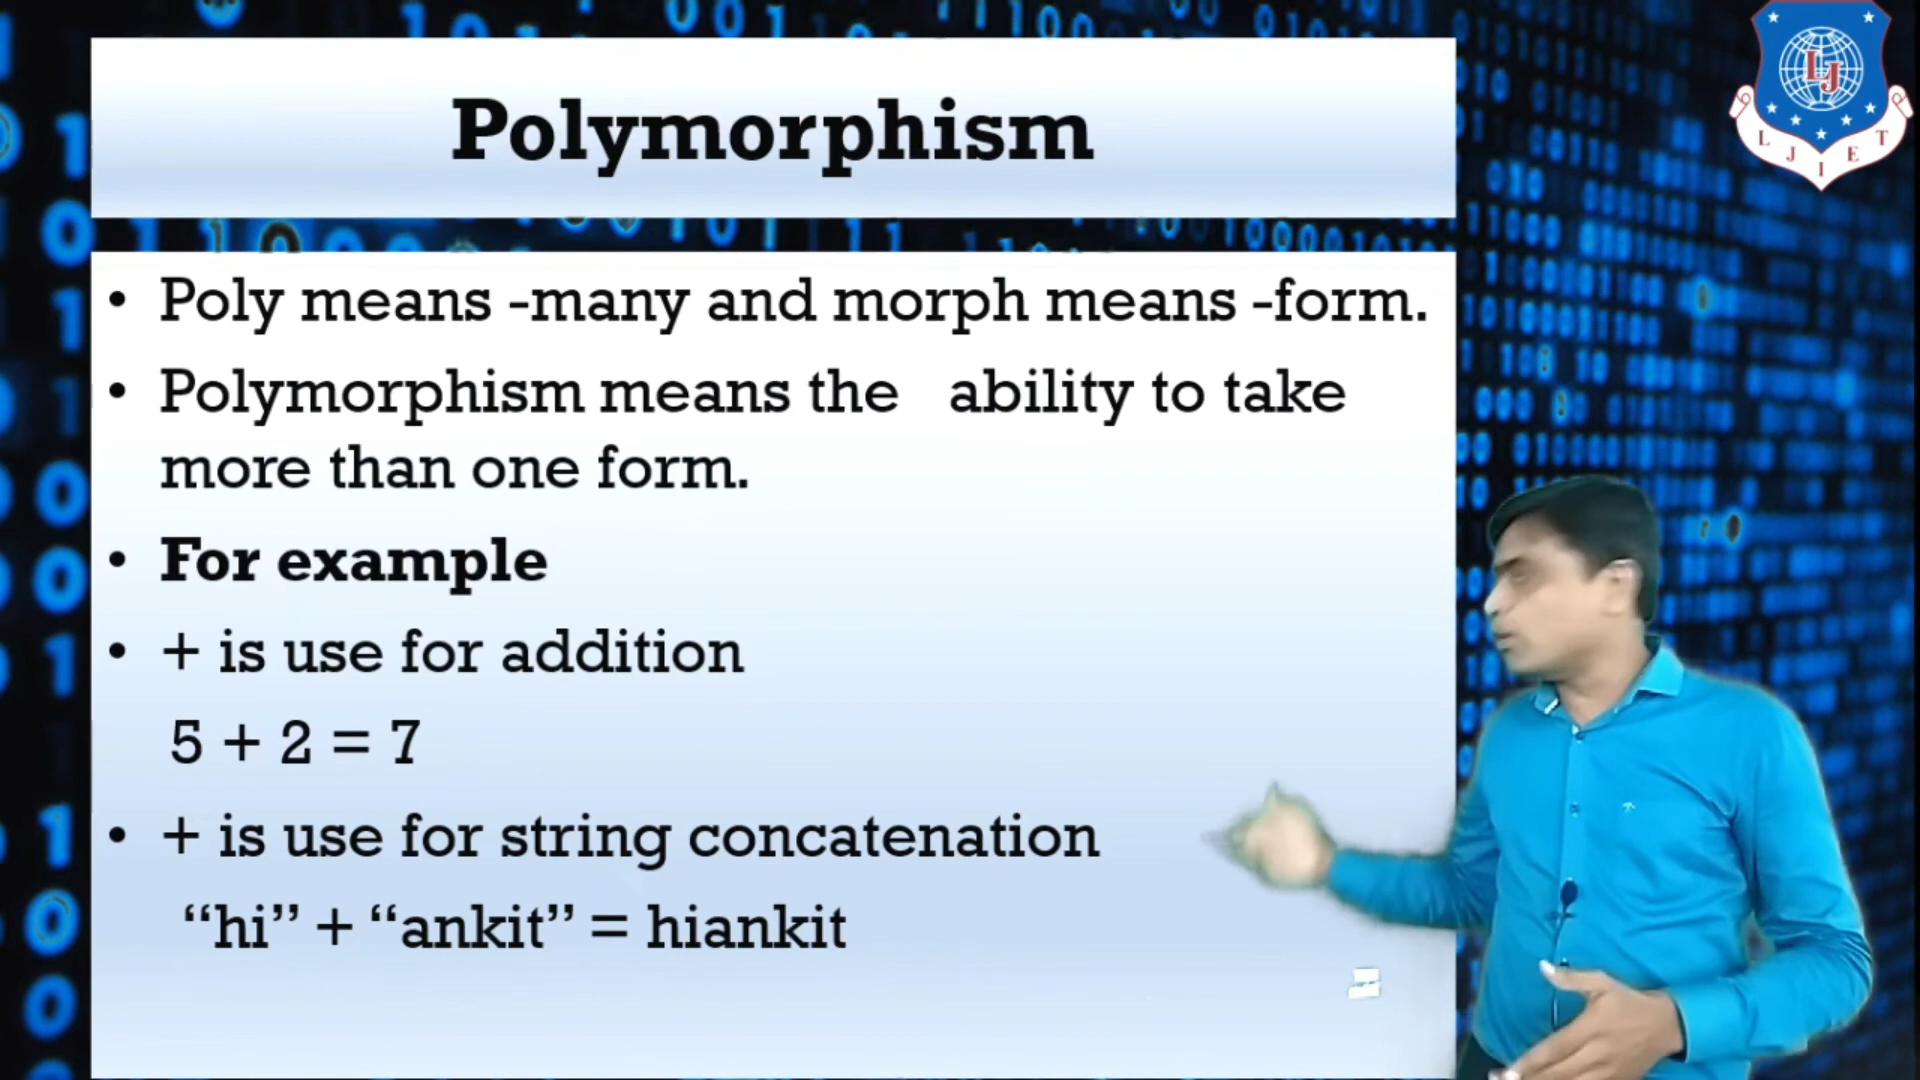 Polymorphism
• Poly means -many and morph means -form.
• Polymorphism means the ability to take
more than one form.
• For example
• + is use for addition
5 + 2 = 7
• + is use for string concatenation
“hi” + “ankit” = hiankit
LJ
L J I E T